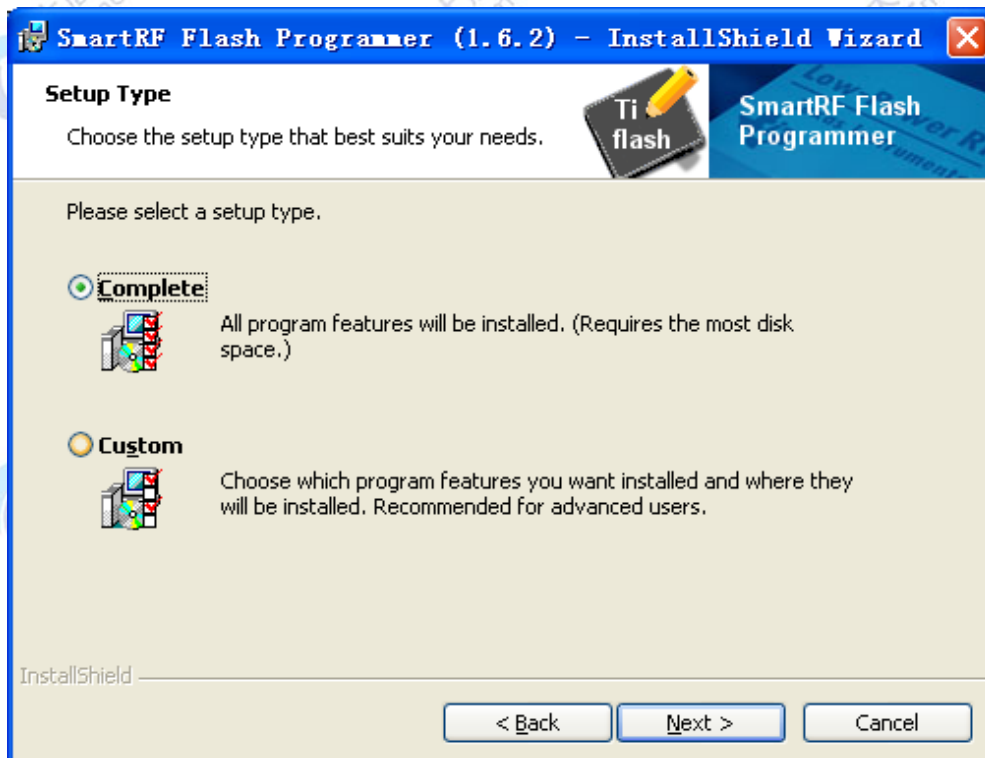 SmartRF Flash Programmer (1.6.2) - InstallShield Wizard
Setup Type
Choose the setup type that best suits your needs.
Ti
flash
SmartRF Flash
Programmer
Please select a setup type.
Complete
All program features will be installed. (Requires the most disk
space.)
Custom
Choose which program features you want installed and where they
will be installed. Recommended for advanced users.
InstallShield
< Back
Next >
Cancel